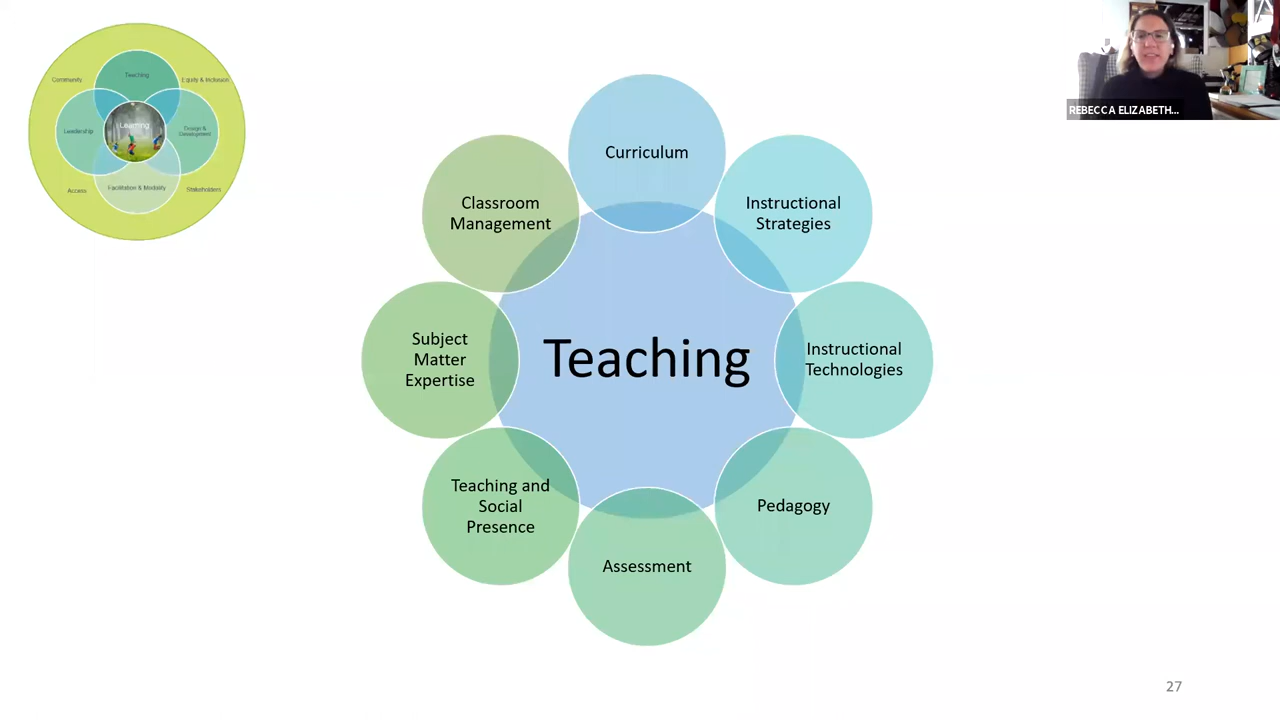 Community
Teaching
Equity & Inclusion
Leadership
Learning
Design &
Development
Access
Facilitation & Modality
Stakeholders
REBECCA ELIZABETH...
Curriculum
Classroom
Management
Instructional
Strategies
Subject
Matter
Expertise
Teaching
Instructional
Technologies
Teaching and
Social
Presence
Pedagogy
Assessment
27